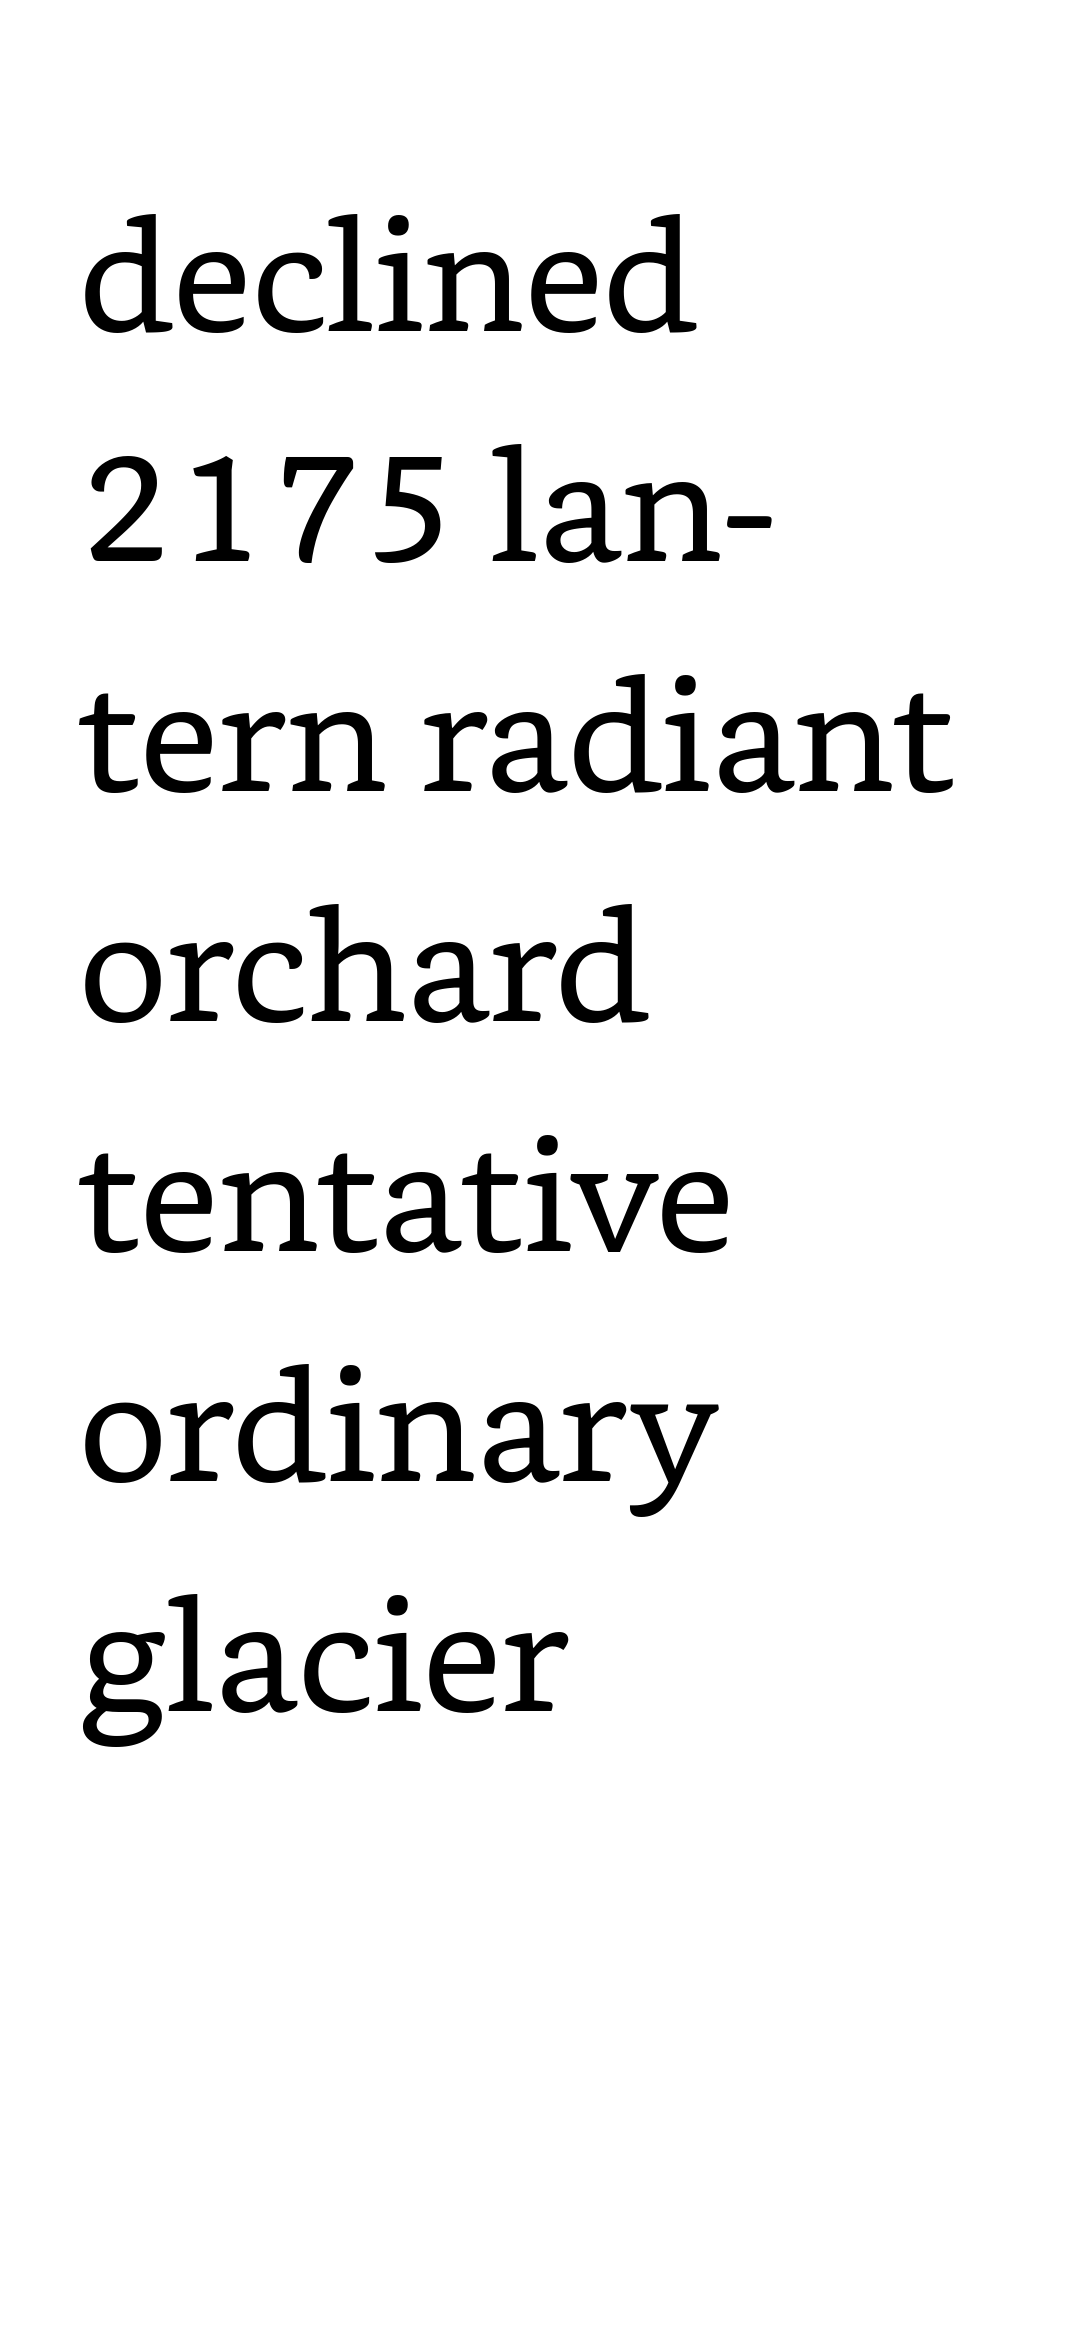 declined
2175 lan-
tern radiant
orchard
tentative
ordinary
glacier